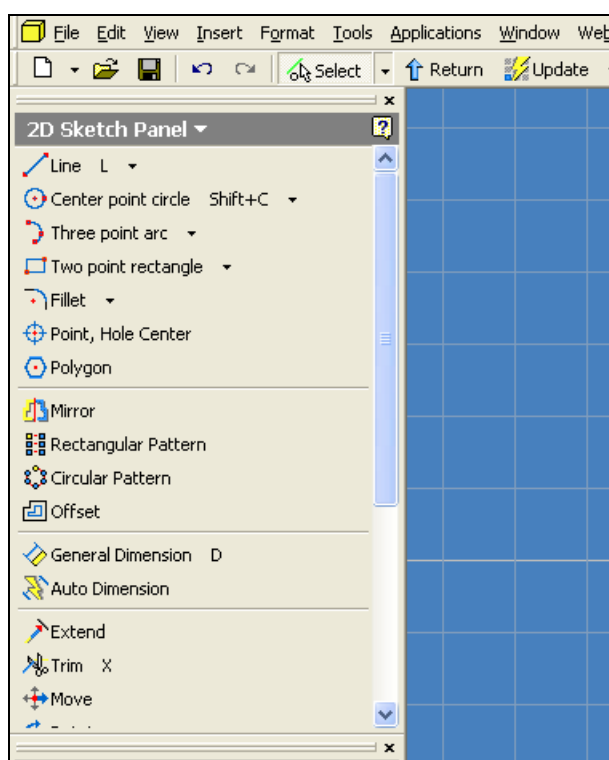 File Edit View Insert Format Tools Applications Window Web
Select Return Update
2D Sketch Panel
Line L
Center point circle Shift+C
Three point arc
Two point rectangle
Fillet
Point, Hole Center
Polygon
Mirror
Rectangular Pattern
Circular Pattern
Offset
General Dimension D
Auto Dimension
Extend
Trim X
Move